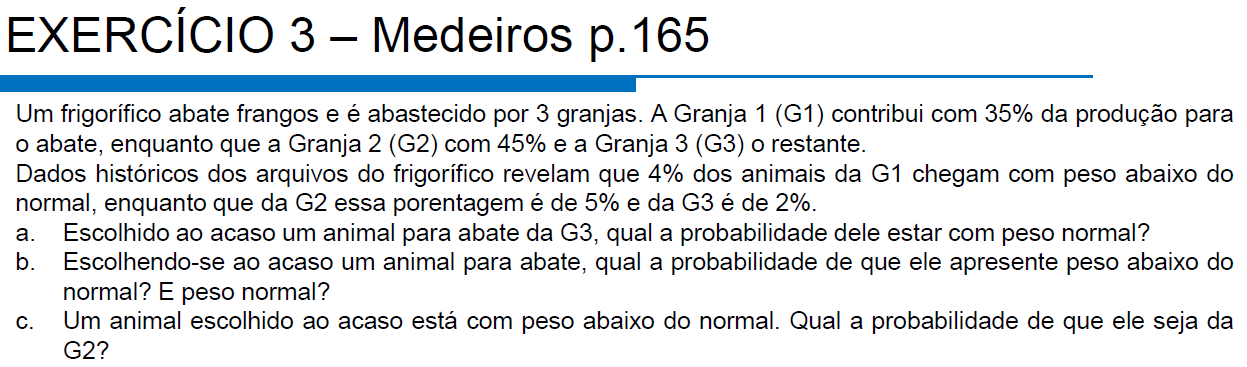 EXERCÍCIO 3 – Medeiros p.165
Um frigorífico abate frangos e é abastecido por 3 granjas. A Granja 1 (G1) contribui com 35% da produção para
o abate, enquanto que a Granja 2 (G2) com 45% e a Granja 3 (G3) o restante.
Dados históricos dos arquivos do frigorífico revelam que 4% dos animais da G1 chegam com peso abaixo do
normal, enquanto que da G2 essa porentagem é de 5% e da G3 é de 2%.
a. Escolhido ao acaso um animal para abate da G3, qual a probabilidade dele estar com peso normal?
b. Escolhendo-se ao acaso um animal para abate, qual a probabilidade de que ele apresente peso abaixo do
normal? E peso normal?
c. Um animal escolhido ao acaso está com peso abaixo do normal. Qual a probabilidade de que ele seja da
G2?